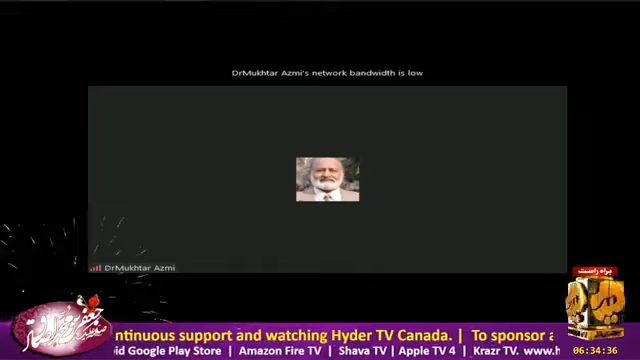 DrMukhtar Azmi's network bandwidth is low
DrMukhtar Azmi
براه راست
ntinuous support and watching Hyder TV Canada. | To sponsor a
id Google Play Store | Amazon Fire TV | Shava TV | Apple TV 4 | Krazr TV. www.h
06:34:36